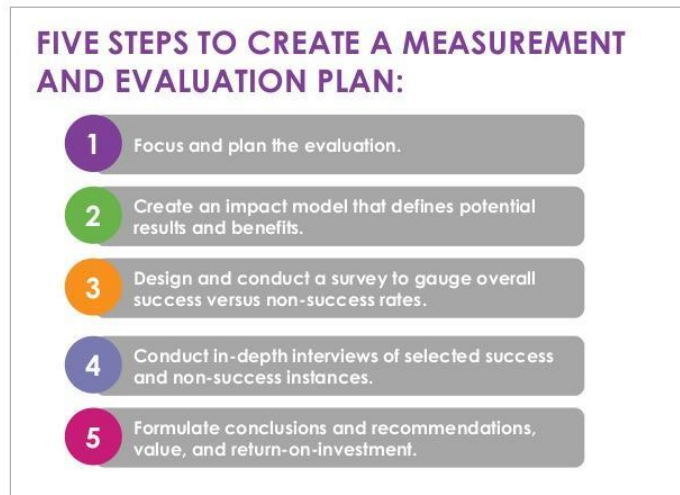 FIVE STEPS TO CREATE A MEASUREMENT
AND EVALUATION PLAN:
1
Focus and plan the evaluation.
2
Create an impact model that defines potential
results and benefits.
3
Design and conduct a survey to gauge overall
success versus non-success rates.
4
Conduct in-depth interviews of selected success
and non-success instances.
5
Formulate conclusions and recommendations,
value, and return-on-investment.